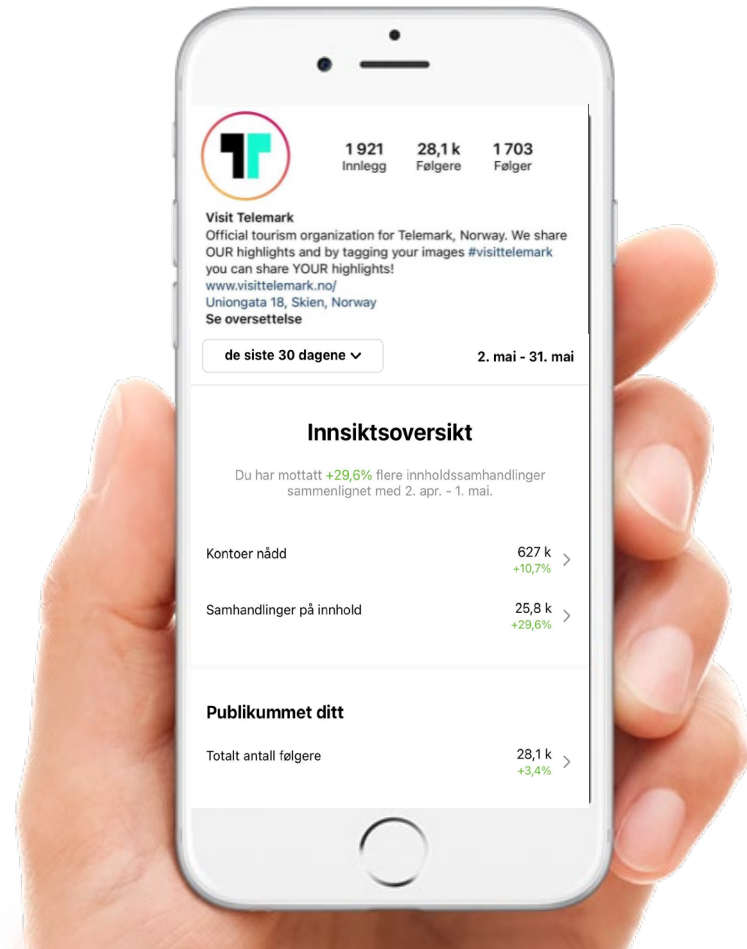 1 921 28,1 k 1 703
Innlegg Følgere Følger
Visit Telemark
Official tourism organization for Telemark, Norway. We share
OUR highlights and by tagging your images #visittelemark
you can share YOUR highlights!
www.visittelemark.no/
Uniongata 18, Skien, Norway
Se oversettelse
de siste 30 dagene 2. mai - 31. mai
Innsiktsoversikt
Du har mottatt +29,6% flere innholdssamhandlinger
sammenlignet med 2. apr. - 1. mai.
Kontoer nådd 627 k
+10,7%
Samhandlinger på innhold 25,8 k
+29,6%
Publikummet ditt
Totalt antall følgere 28,1 k
+3,4%